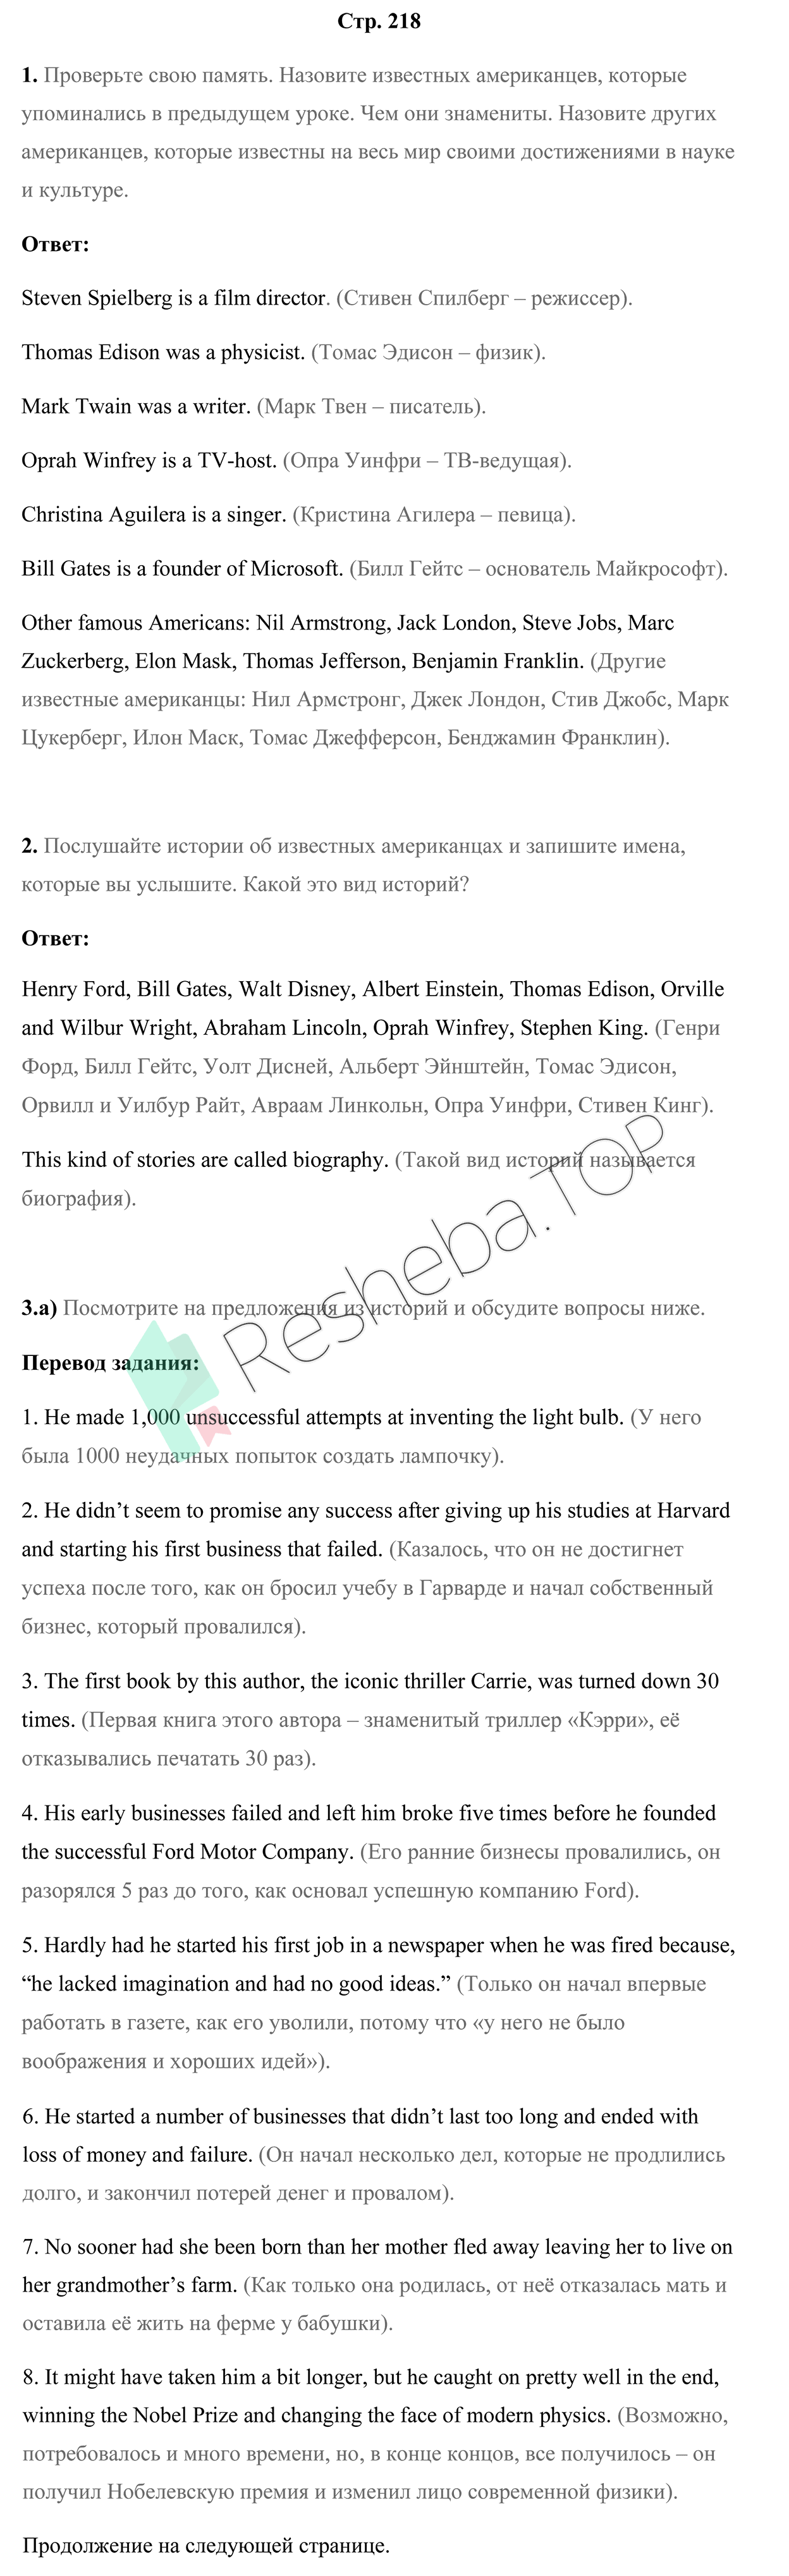 Стр. 218
1. Проверьте свою память. Назовите известных американцев, которые
упоминались в предыдущем уроке. Чем они знамениты. Назовите других
американцев, которые известны на весь мир своими достижениями в науке
и культуре.
Ответ:
Steven Spielberg is a film director. (Стивен Спилберг – режиссер).
Thomas Edison was a physicist. (Томас Эдисон – физик).
Mark Twain was a writer. (Марк Твен – писатель).
Oprah Winfrey is a TV-host. (Опра Уинфри – ТВ-ведущая).
Christina Aguilera is a singer. (Кристина Агилера – певица).
Bill Gates is a founder of Microsoft. (Билл Гейтс – основатель Майкрософт).
Other famous Americans: Nil Armstrong, Jack London, Steve Jobs, Marc
Zuckerberg, Elon Mask, Thomas Jefferson, Benjamin Franklin. (Другие
известные американцы: Нил Армстронг, Джек Лондон, Стив Джобс, Марк
Цукерберг, Илон Маск, Томас Джефферсон, Бенджамин Франклин).
2. Послушайте истории об известных американцах и запишите имена,
которые вы услышите. Какой это вид историй?
Ответ:
Henry Ford, Bill Gates, Walt Disney, Albert Einstein, Thomas Edison, Orville
and Wilbur Wright, Abraham Lincoln, Oprah Winfrey, Stephen King. (Генри
Форд, Билл Гейтс, Уолт Дисней, Альберт Эйнштейн, Томас Эдисон,
Орвилл и Уилбур Райт, Авраам Линкольн, Опра Уинфри, Стивен Кинг).
This kind of stories are called biography. (Такой вид историй называется
биография).
Resheba.TOP
3.a) Посмотрите на предложения из историй и обсудите вопросы ниже.
Перевод задания:
1. He made 1,000 unsuccessful attempts at inventing the light bulb. (У него
была 1000 неудачных попыток создать лампочку).
2. He didn’t seem to promise any success after giving up his studies at Harvard
and starting his first business that failed. (Казалось, что он не достигнет
успеха после того, как он бросил учебу в Гарварде и начал собственный
бизнес, который провалился).
3. The first book by this author, the iconic thriller Carrie, was turned down 30
times. (Первая книга этого автора – знаменитый триллер «Кэрри», её
отказывались печатать 30 раз).
4. His early businesses failed and left him broke five times before he founded
the successful Ford Motor Company. (Его ранние бизнесы провалились, он
разорялся 5 раз до того, как основал успешную компанию Ford).
5. Hardly had he started his first job in a newspaper when he was fired because,
“he lacked imagination and had no good ideas.” (Только он начал впервые
работать в газете, как его уволили, потому что «у него не было
воображения и хороших идей»).
6. He started a number of businesses that didn’t last too long and ended with
loss of money and failure. (Он начал несколько дел, которые не продлились
долго, и закончил потерей денег и провалом).
7. No sooner had she been born than her mother fled away leaving her to live on
her grandmother’s farm. (Как только она родилась, от неё отказалась мать и
оставила её жить на ферме у бабушки).
8. It might have taken him a bit longer, but he caught on pretty well in the end,
winning the Nobel Prize and changing the face of modern physics. (Возможно,
потребовалось и много времени, но, в конце концов, все получилось – он
получил Нобелевскую премия и изменил лицо современной физики).
Продолжение на следующей странице.